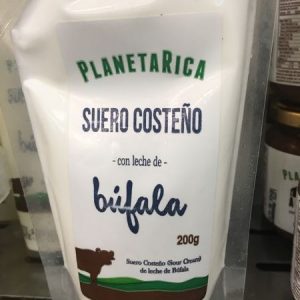 PLANETARICA
SUERO COSTEÑO
- con leche de -
búfala
200g
Suero Costeño (Sour Cream)
de leche de Búfala